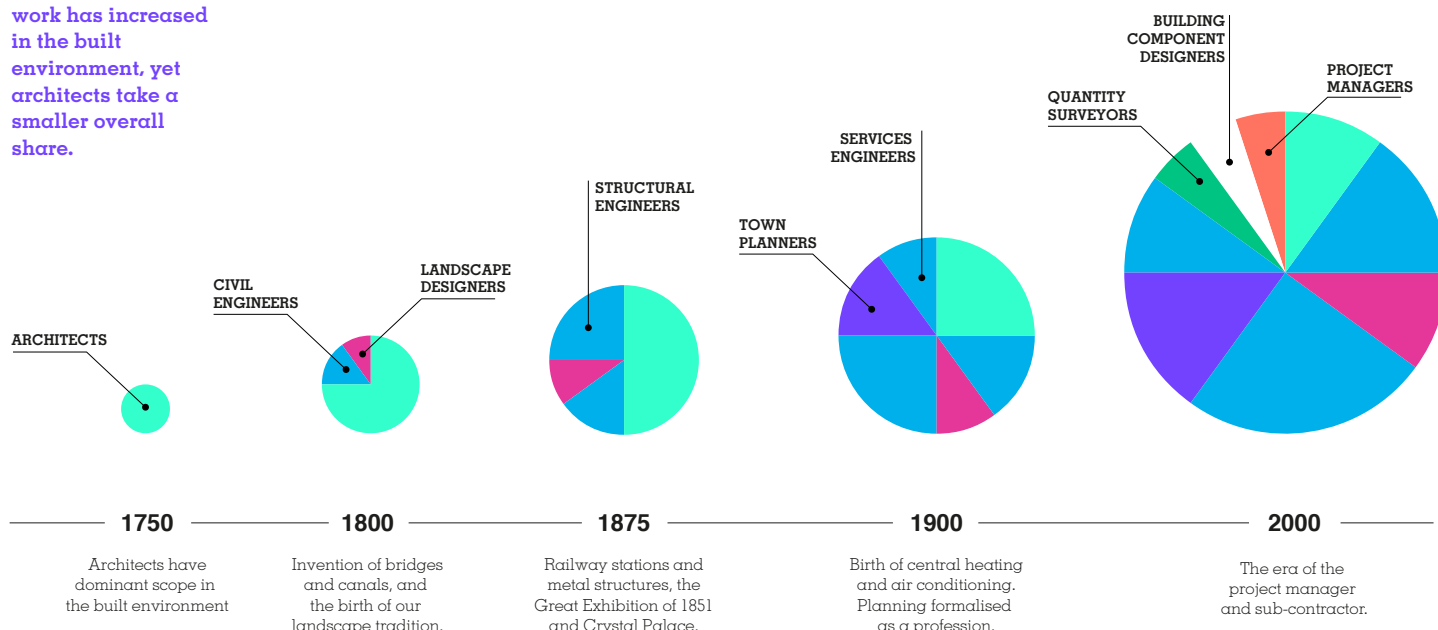 work has increased
in the built
environment, yet
architects take a
smaller overall
share.
ARCHITECTS
CIVIL
ENGINEERS
LANDSCAPE
DESIGNERS
STRUCTURAL
ENGINEERS
TOWN
PLANNERS
SERVICES
ENGINEERS
QUANTITY
SURVEYORS
BUILDING
COMPONENT
DESIGNERS
PROJECT
MANAGERS
1750
Architects have
dominant scope in
the built environment
1800
Invention of bridges
and canals, and
the birth of our
landscape tradition.
1875
Railway stations and
metal structures, the
Great Exhibition of 1851
and Crystal Palace.
1900
Birth of central heating
and air conditioning.
Planning formalised
as a profession.
2000
The era of the
project manager
and sub-contractor.